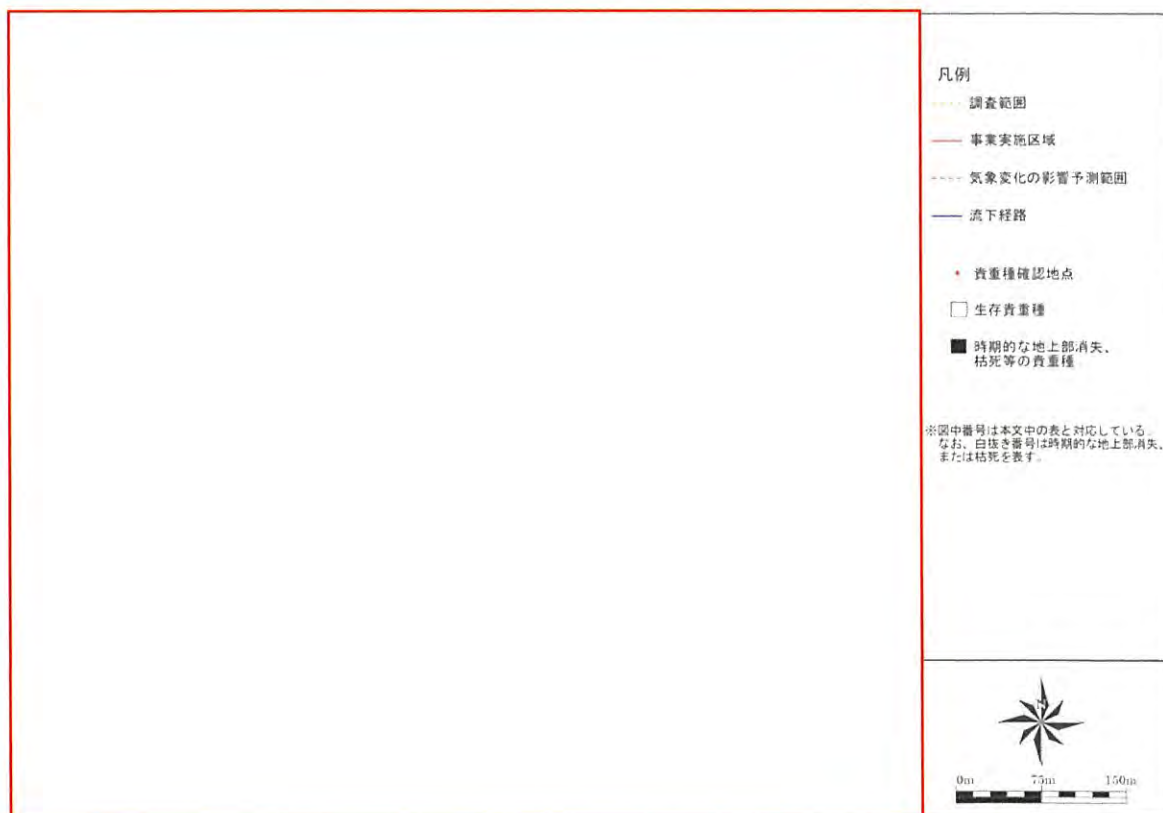 凡例
調査範囲
事業実施区域
気象変化の影響予測範囲
流下経路
貴重種確認地点
生存貴重種
時期的な地上部消失、
枯死等の貴重種
※図中番号は本文中の表と対応している。
なお、白抜き番号は時期的な地上部消失、
または枯死を表す。
N
0m 75m 150m